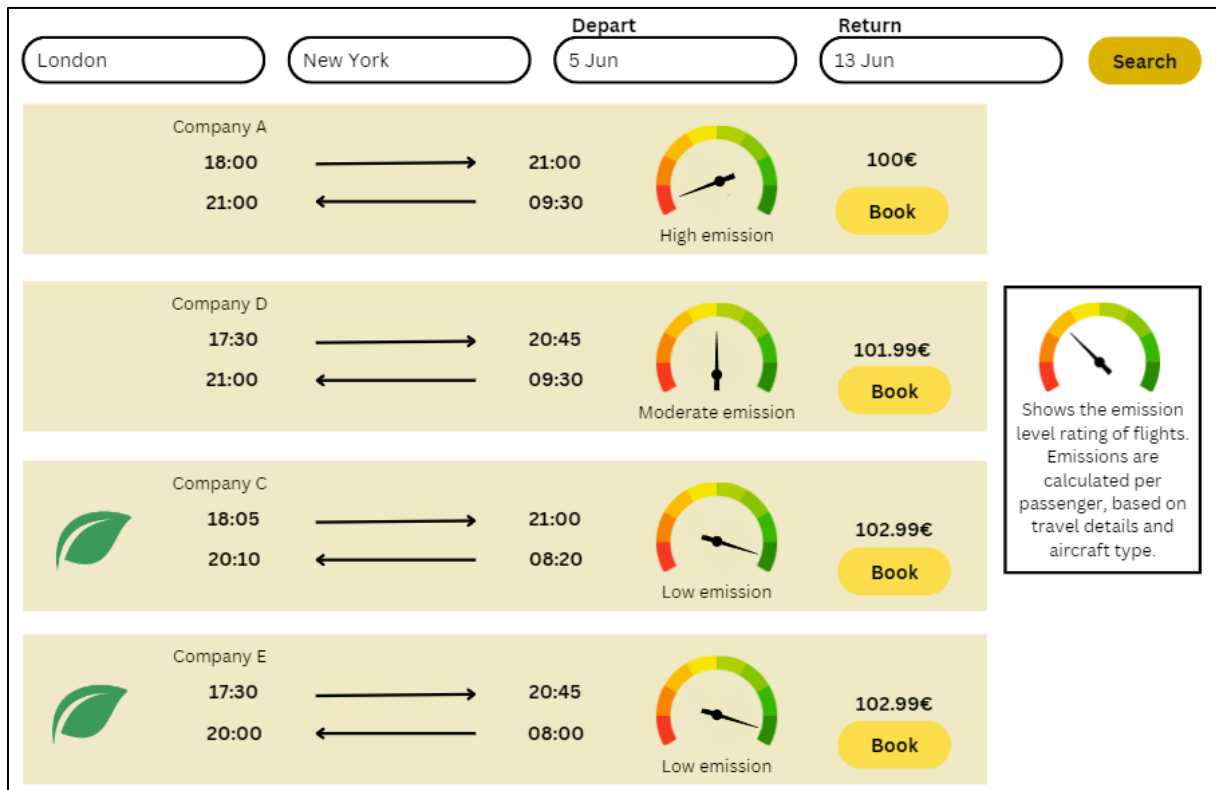 Depart Return
London New York 5 Jun 13 Jun Search
Company A
18:00 21:00 100€
21:00 09:30 Book
High emission
Company D
17:30 20:45 101.99€
21:00 09:30 Book
Moderate emission
Company C
18:05 21:00 102.99€
20:10 08:20 Book
Low emission
Company E
17:30 20:45 102.99€
20:00 08:00 Book
Low emission
Shows the emission
level rating of flights.
Emissions are
calculated per
passenger, based on
travel details and
aircraft type.